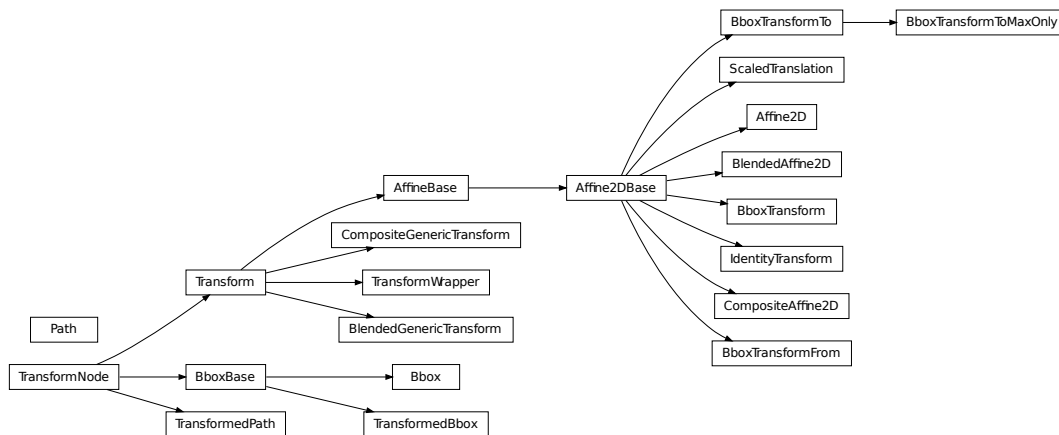 BboxTransformTo
BboxTransformToMaxOnly
ScaledTranslation
Affine2D
BlendedAffine2D
AffineBase
Affine2DBase
BboxTransform
CompositeGenericTransform
IdentityTransform
Transform
TransformWrapper
CompositeAffine2D
Path
BlendedGenericTransform
BboxTransformFrom
TransformNode
BboxBase
Bbox
TransformedPath
TransformedBbox